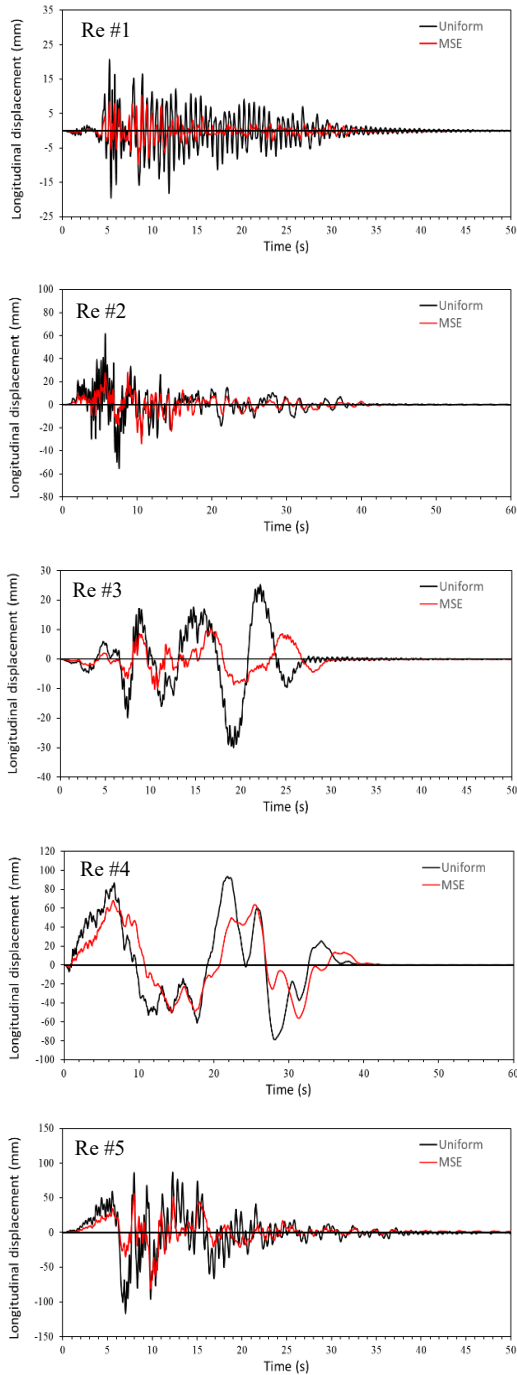 Re #1
Uniform
MSE
Longitudinal displacement (mm)
35
25
15
5
-5
-15
-25
0 5 10 15 20 25 30 35 40 45 50
Time (s)
Re #2
Uniform
MSE
Longitudinal displacement (mm)
100
80
60
40
20
0
-20
-40
-60
-80
0 10 20 30 40 50 60
Time (s)
Re #3
Uniform
MSE
Longitudinal displacement (mm)
30
20
10
0
-10
-20
-30
-40
0 5 10 15 20 25 30 35 40 45 50
Time (s)
Re #4
Uniform
MSE
Longitudinal displacement (mm)
120
100
80
60
40
20
0
-20
-40
-60
-80
-100
0 10 20 30 40 50 60
Time (s)
Re #5
Uniform
MSE
Longitudinal displacement (mm)
150
100
50
0
-50
-100
-150
0 5 10 15 20 25 30 35 40 45 50
Time (s)